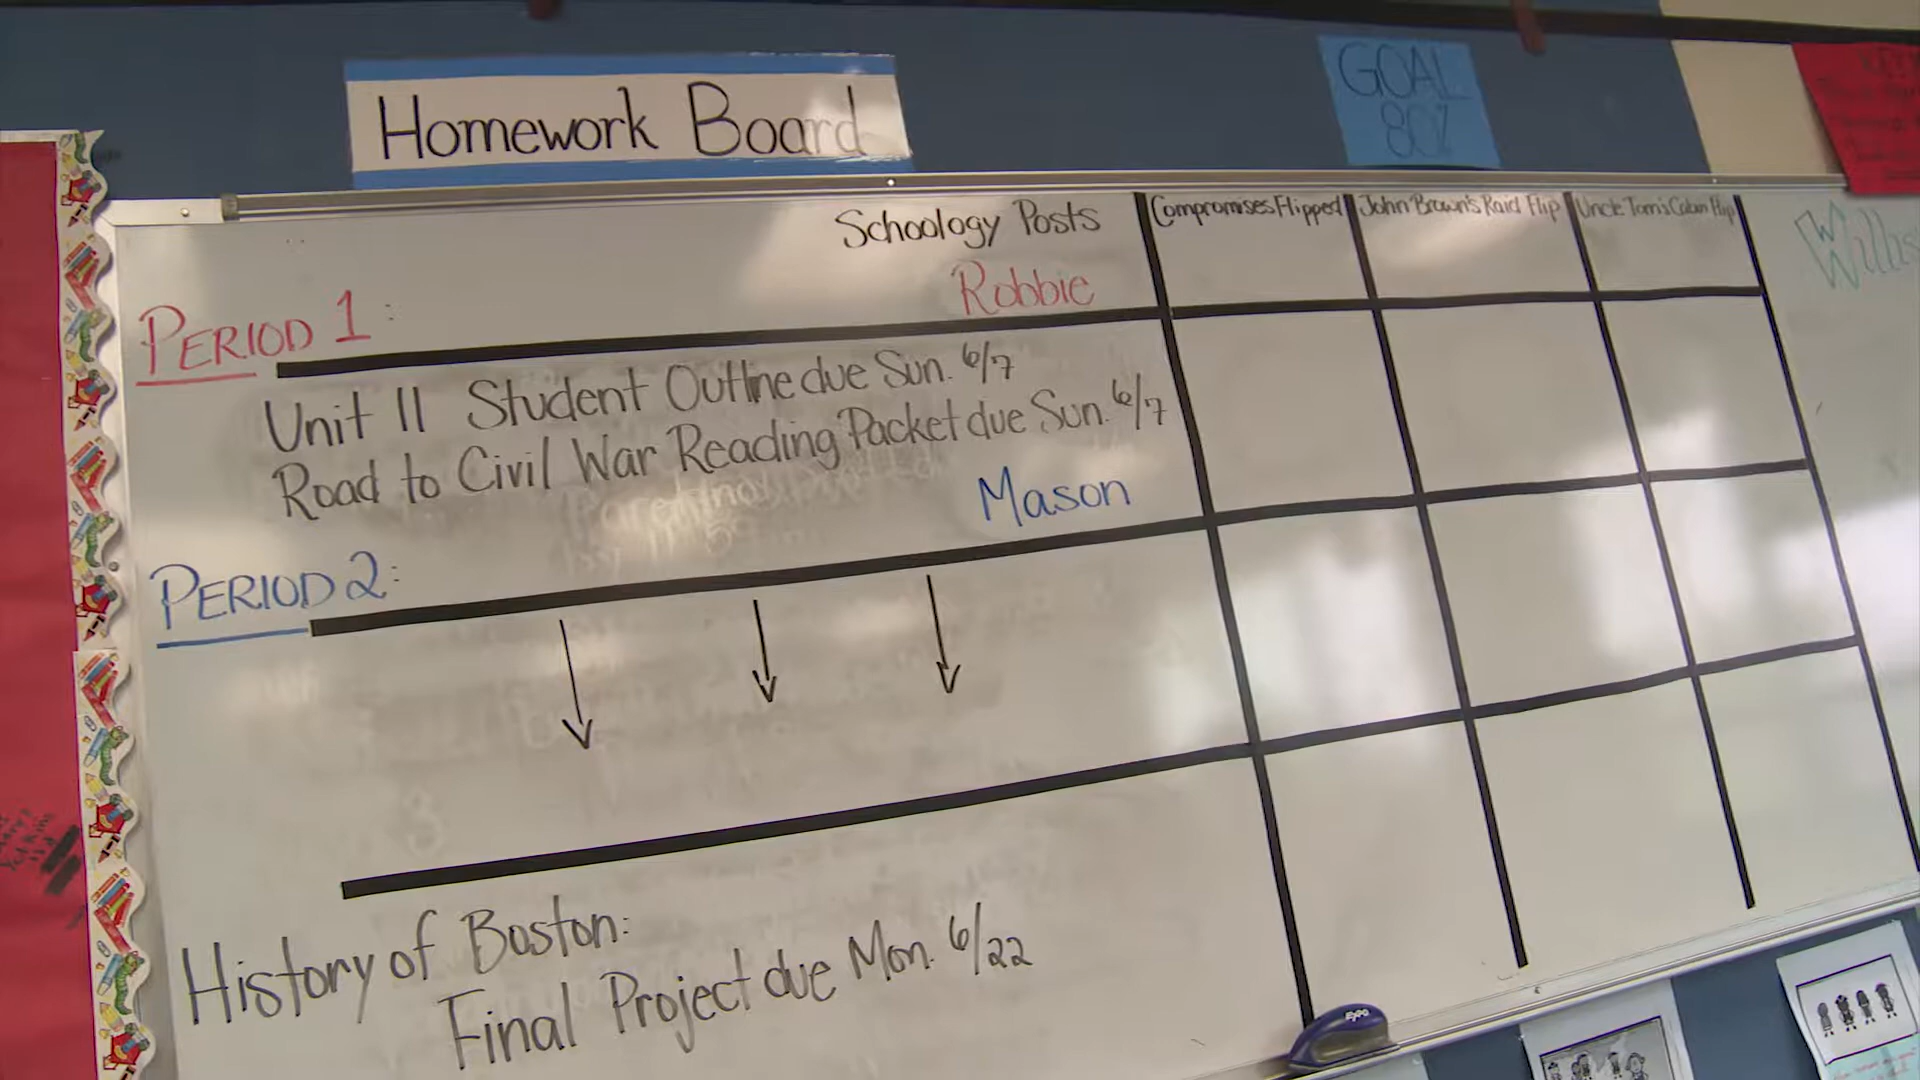 Homework Board
GOAL
80%
Schoology Posts
Compromises Flipped
John Brown's Raid Flip
Uncle Tom's Cabin Flip
Robbie
PERIOD 1:
Unit 11 Student Outline due Sun. 6/7
Road to Civil War Reading Packet due Sun. 6/7
Mason
PERIOD 2:
History of Boston:
Final Project due Mon. 6/22
EXPO